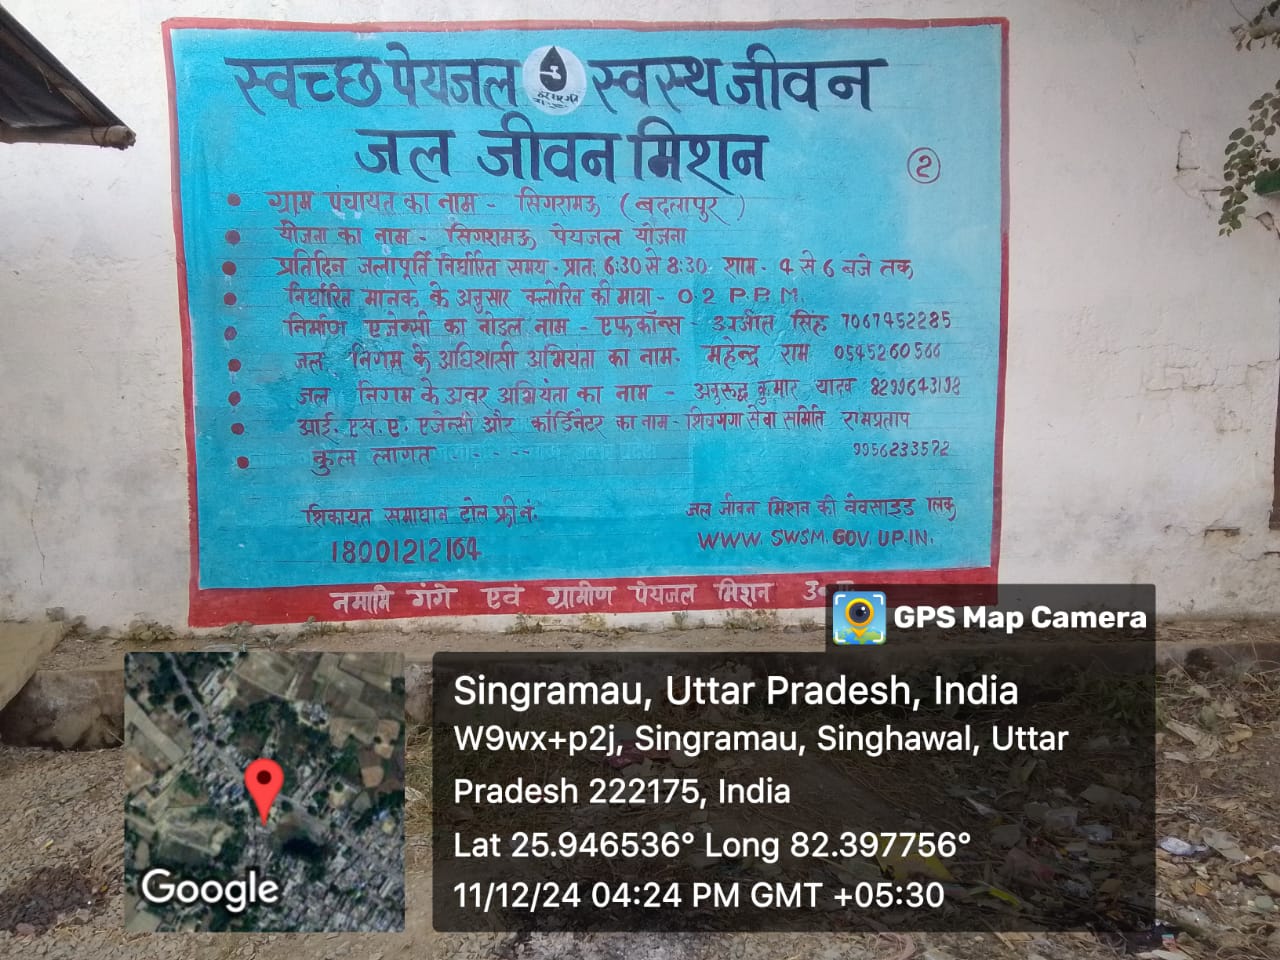 स्वच्छ पेयजल स्वस्थ जीवन
जल जीवन मिशन
२
ग्राम पंचायत का नाम - सिगरामऊ (बदलापुर)
योजना का नाम - सिगरामऊ पेयजल योजना
प्रतिदिन जलापूर्ति निर्धारित समय - प्रात: 6:30 से 8:30 शाम - 4 से 6 बजे तक
निर्धारित मानक के अनुसार क्लोरिन की मात्रा - 0.2 P.P.M.
निर्माण एजेन्सी का नोडल नाम - एफकॉन्स - अजीत सिंह 7067452285
जल निगम के अधिशासी अभियंता का नाम - महेन्द्र राम 0545260566
जल निगम के अवर अभियंता का नाम - अनुरूद्ध कुमार यादव 8299643198
आई. एस. ए. एजेन्सी और कॉर्डिनेटर का नाम - शिवगंगा सेवा समिति रामप्रताप
9956233572
कुल लागत - - - -
शिकायत समाधान टोल फ्री नं.
18001212164
जल जीवन मिशन की वेवसाइड लिंक
WWW. SWSM.GOV.UP.IN.
नमामि गंगे एवं ग्रामीण पेयजल मिशन
GPS Map Camera
Singramau, Uttar Pradesh, India
W9wx+p2j, Singramau, Singhawal, Uttar
Pradesh 222175, India
Lat 25.946536° Long 82.397756°
11/12/24 04:24 PM GMT +05:30
Google